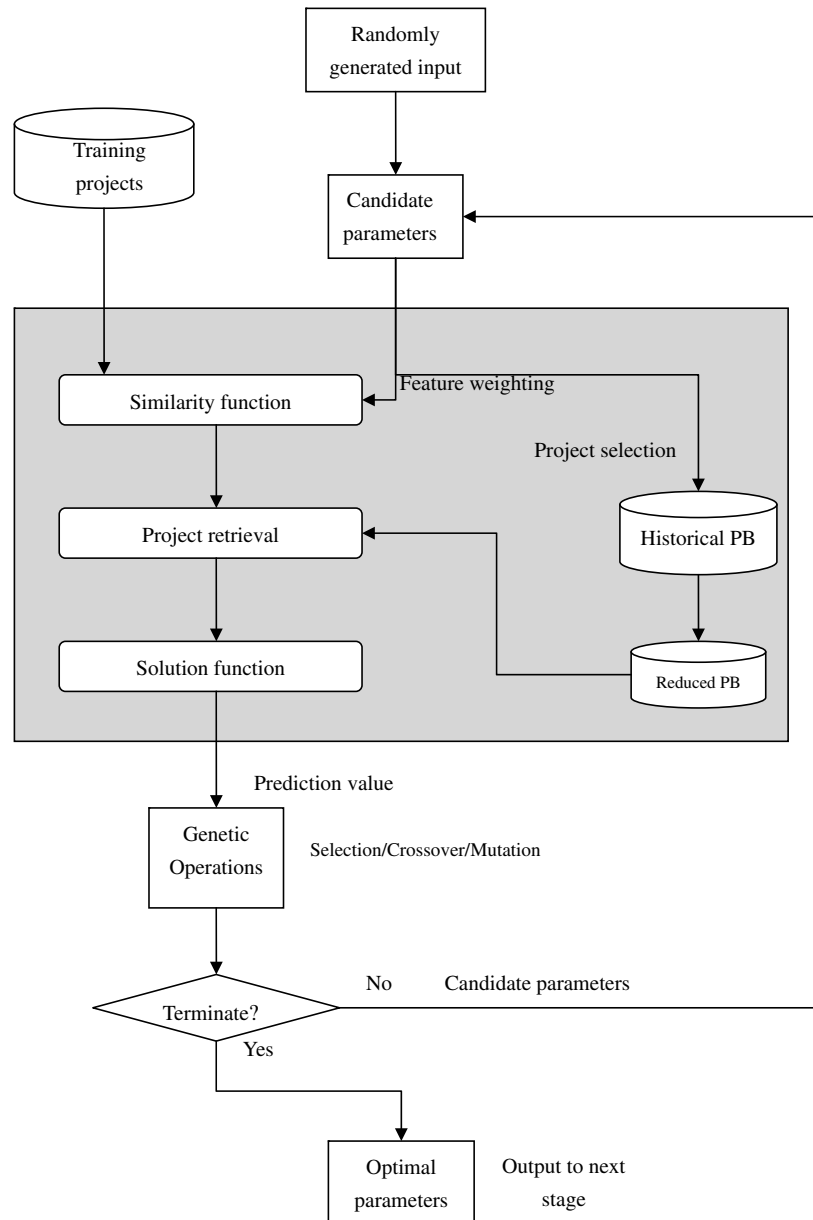 Randomly
generated input
Training
projects
Candidate
parameters
Feature weighting
Similarity function
Project selection
Project retrieval
Historical PB
Solution function
Reduced PB
Prediction value
Genetic
Operations
Selection/Crossover/Mutation
No
Candidate parameters
Terminate?
Yes
Optimal
parameters
Output to next
stage